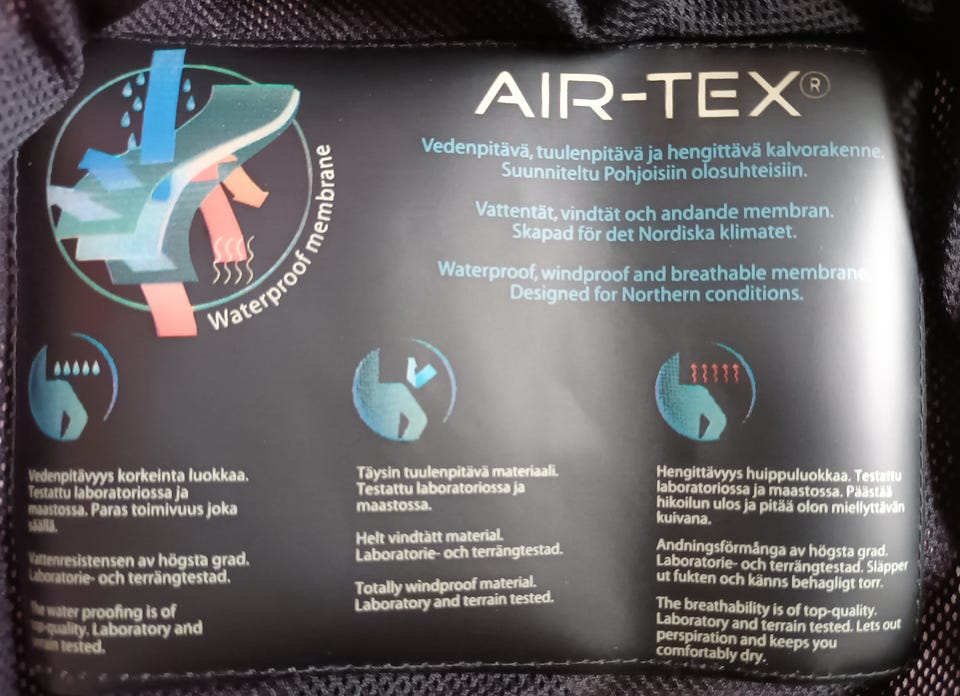 AIR-TEX®
Vedenpitävä, tuulenpitävä ja hengittävä kalvorakenne.
Suunniteltu Pohjoisiin olosuhteisiin.
Vattentät, vindtät och andande membran.
Skapad för det Nordiska klimatet.
Waterproof, windproof and breathable membrane
Designed for Northern conditions.
Waterproof membrane
Vedenpitävyys korkeinta luokkaa.
Testattu laboratoriossa ja
maastossa. Paras toimivuus joka
säällä.
Vattenresistensen av högsta grad.
Laboratorie- och terrängtestad.
The water proofing is of
top-quality. Laboratory and
terrain tested.
Täysin tuulenpitävä materiaali.
Testattu laboratoriossa ja
maastossa.
Helt vindtätt material.
Laboratorie- och terrängtestad.
Totally windproof material.
Laboratory and terrain tested.
Hengittävyys huippuluokkaa. Testattu
laboratoriossa ja maastossa. Päästää
hikoilun ulos ja pitää olon miellyttävän
kuivana.
Andningsförmånga av högsta grad.
Laboratorie- och terrängtestad. Släpper
ut fukten och känns behagligt torr.
The breathability is of top-quality.
Laboratory and terrain tested. Lets out
perspiration and keeps you
comfortably dry.